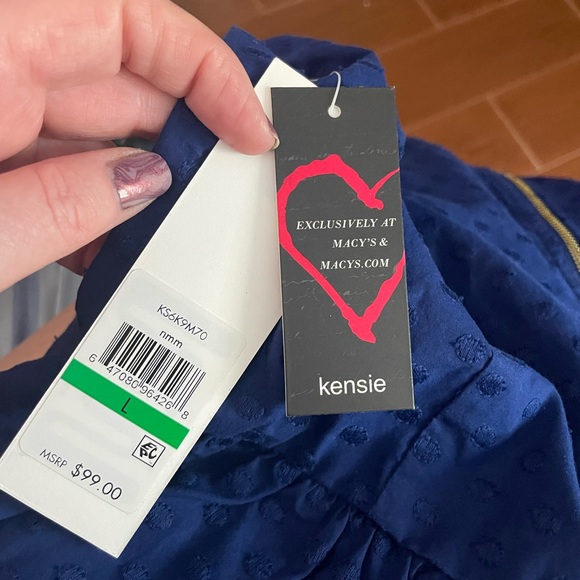 EXCLUSIVELY AT
MACY'S &
MACYS.COM
kensie
KS6K9M70
nmm
6 47080 96426 8
L
MSRP $99.00